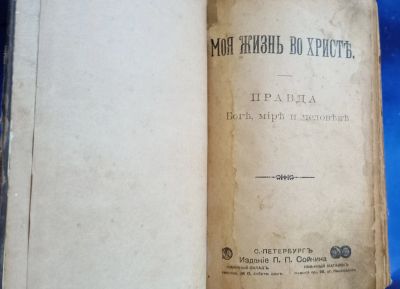 МОЯ ЖИЗНЬ ВО ХРИСТѢ.
ПРАВДА
Богѣ, мірѣ и человѣкѣ
С.-ПЕТЕРБУРГЪ
Изданіе П. П. Сойкина